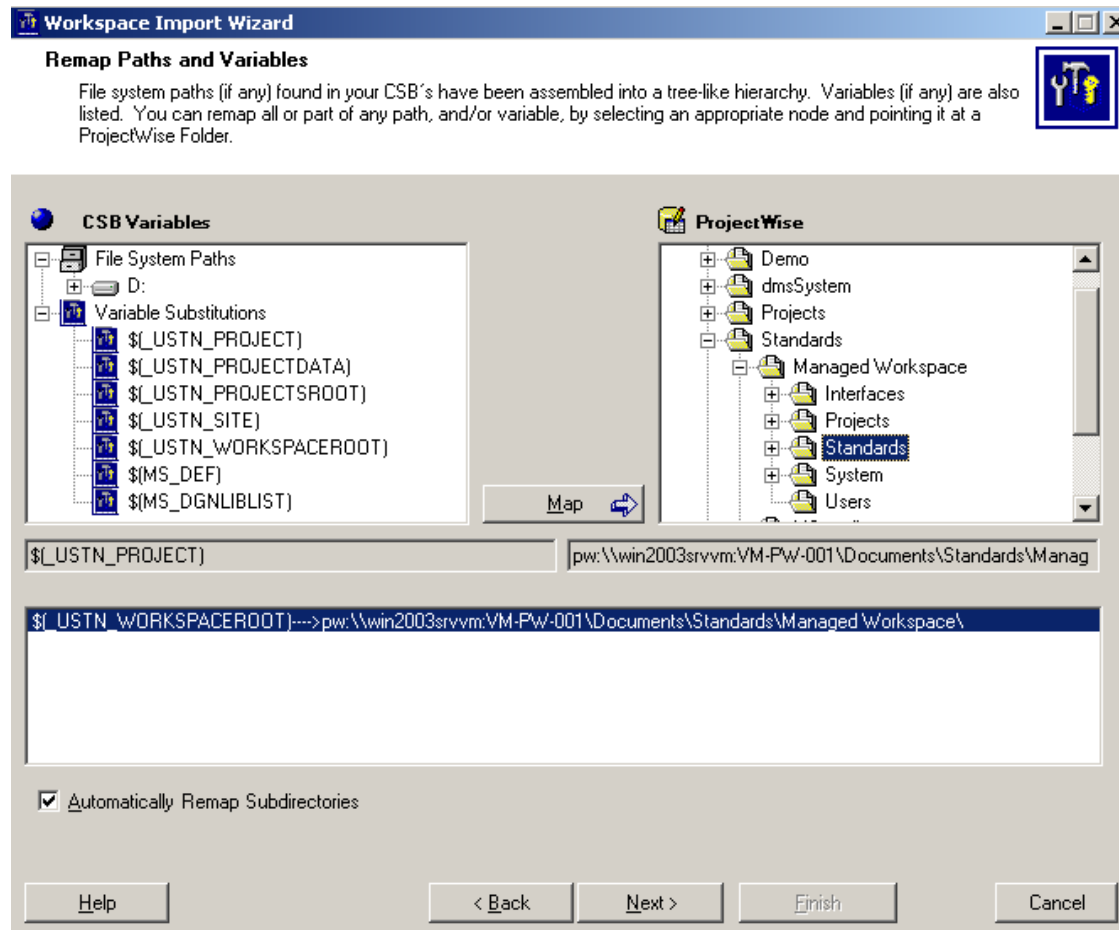 Workspace Import Wizard
Remap Paths and Variables
File system paths (if any) found in your CSB´s have been assembled into a tree-like hierarchy. Variables (if any) are also
listed. You can remap all or part of any path, and/or variable, by selecting an appropriate node and pointing it at a
ProjectWise Folder.
CSB Variables
File System Paths
D:
Variable Substitutions
$(_USTN_PROJECT)
$(_USTN_PROJECTDATA)
$(_USTN_PROJECTSROOT)
$(_USTN_SITE)
$(_USTN_WORKSPACEROOT)
$(MS_DEF)
$(MS_DGNLIBLIST)
Map
ProjectWise
Demo
dmsSystem
Projects
Standards
Managed Workspace
Interfaces
Projects
Standards
System
Users
$(_USTN_PROJECT)
pw:\\win2003srvvm:VM-PW-001\Documents\Standards\Manag
$(_USTN_WORKSPACEROOT)---->pw:\\win2003srvvm:VM-PW-001\Documents\Standards\Managed Workspace\
Automatically Remap Subdirectories
Help
< Back
Next >
Finish
Cancel